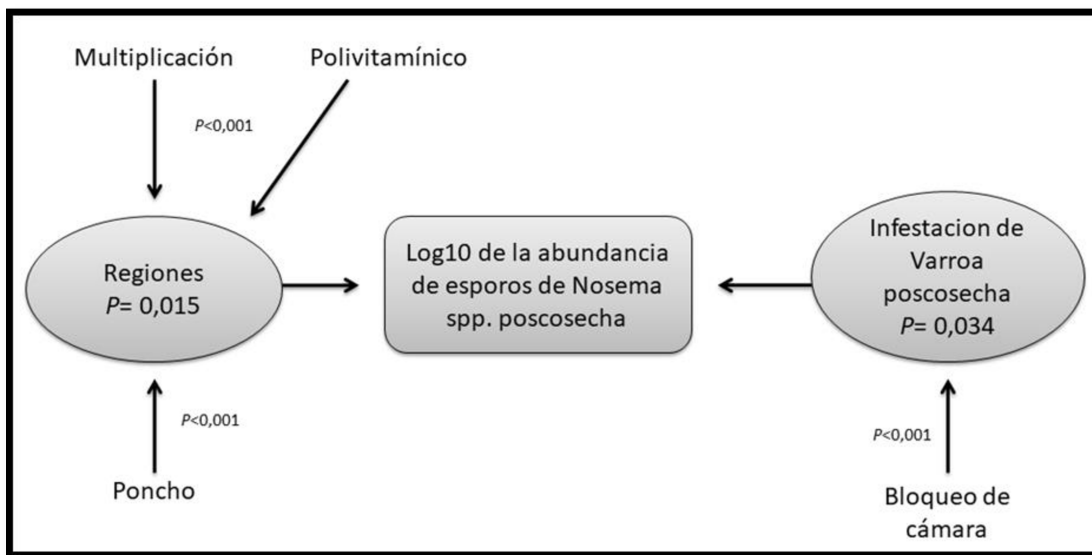 Multiplicación
Polivitamínico
P<0,001
Regiones
P= 0,015
Log10 de la abundancia
de esporos de Nosema
spp. poscosecha
Infestacion de
Varroa
poscosecha
P= 0,034
P<0,001
Poncho
P<0,001
Bloqueo de
cámara